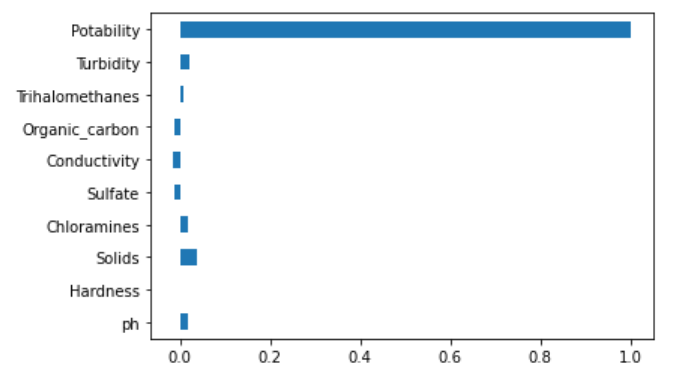 Potability
Turbidity
Trihalomethanes
Organic_carbon
Conductivity
Sulfate
Chloramines
Solids
Hardness
ph
0.0 0.2 0.4 0.6 0.8 1.0